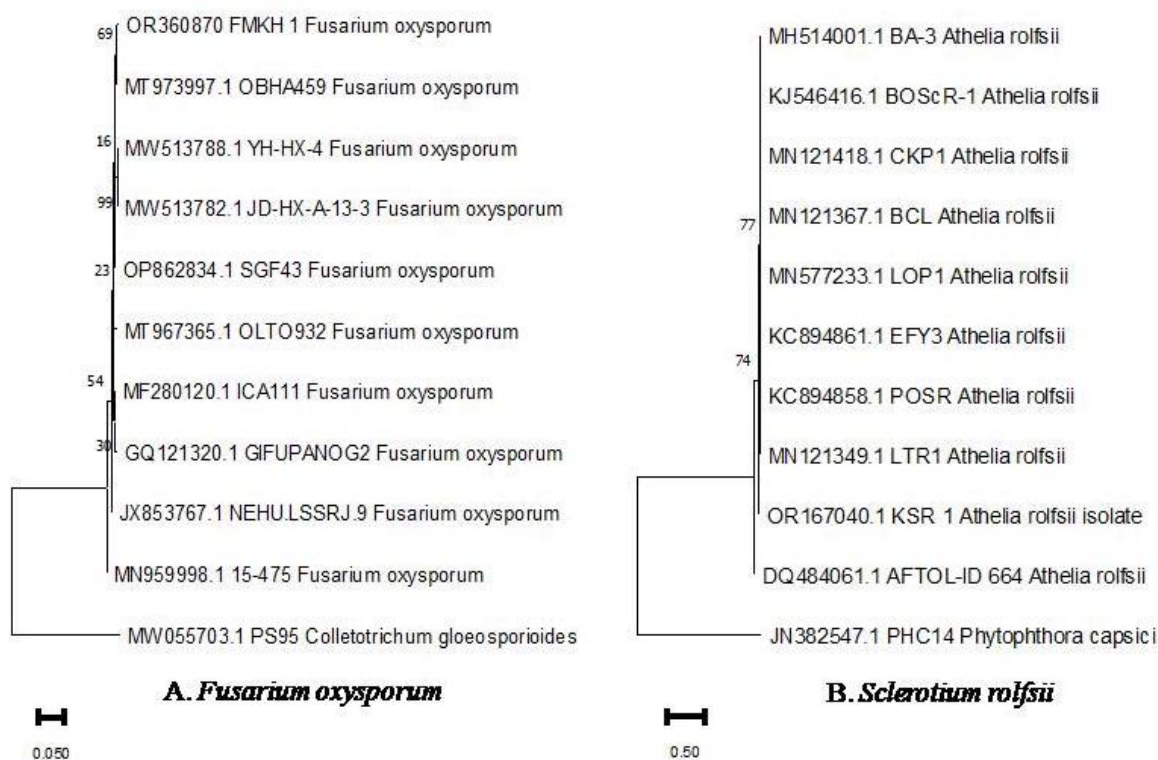 69
OR360870 FMKH 1 Fusarium oxysporum
MT973997.1 OBHA459 Fusarium oxysporum
16
MW513788.1 YH-HX-4 Fusarium oxysporum
99
MW513782.1 JD-HX-A-13-3 Fusarium oxysporum
23
OP862834.1 SGF43 Fusarium oxysporum
MT967365.1 OLTO932 Fusarium oxysporum
54
MF280120.1 ICA111 Fusarium oxysporum
30
GQ121320.1 GIFUPANOG2 Fusarium oxysporum
JX853767.1 NEHU.LSSRJ.9 Fusarium oxysporum
MN959998.1 15-475 Fusarium oxysporum
MW055703.1 PS95 Colletotrichum gloeosporioides
A. Fusarium oxysporum
0.050
MH514001.1 BA-3 Athelia rolfsii
KJ546416.1 BOScR-1 Athelia rolfsii
MN121418.1 CKP1 Athelia rolfsii
MN121367.1 BCL Athelia rolfsii
77
MN577233.1 LOP1 Athelia rolfsii
KC894861.1 EFY3 Athelia rolfsii
74
KC894858.1 POSR Athelia rolfsii
MN121349.1 LTR1 Athelia rolfsii
OR167040.1 KSR 1 Athelia rolfsii isolate
DQ484061.1 AFTOL-ID 664 Athelia rolfsii
JN382547.1 PHC14 Phytophthora capsici
B. Sclerotium rolfsii
0.50